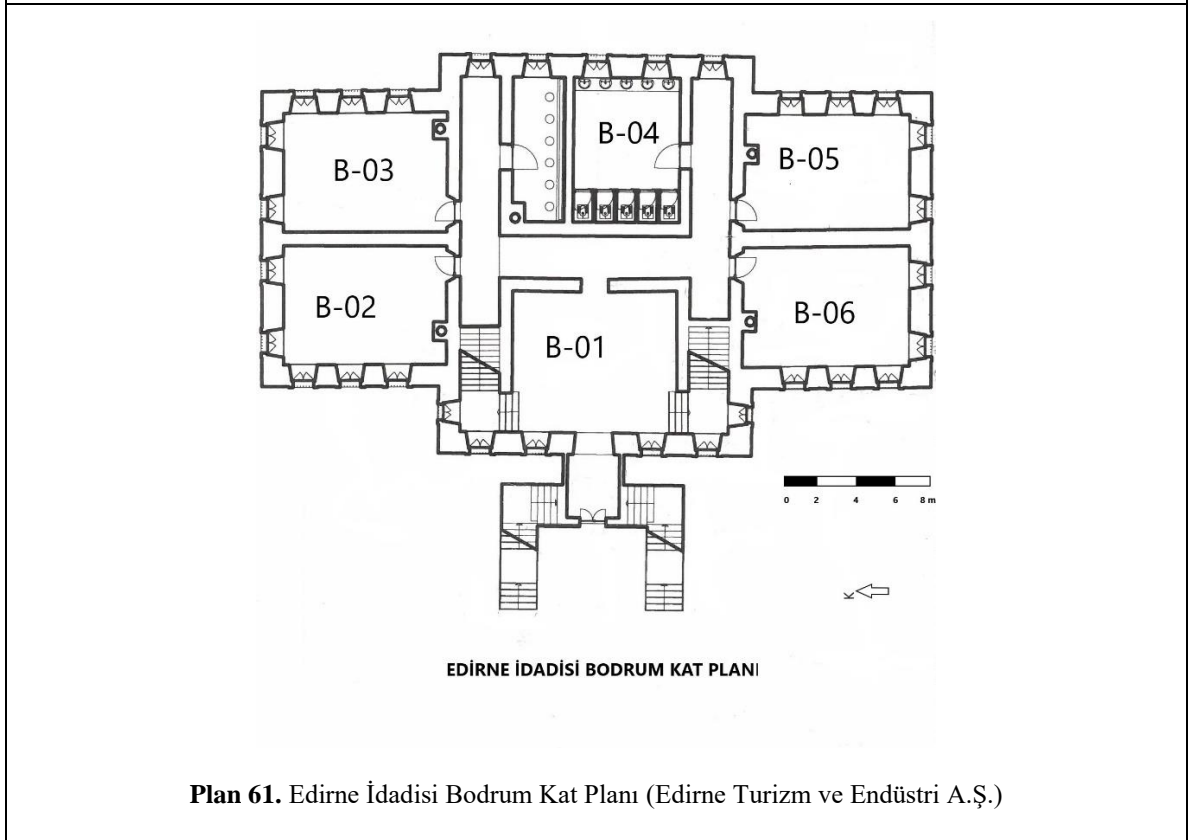 B-04
B-03
B-05
B-02
B-06
B-01
0 2 4 6 8 m
K
EDİRNE İDADİSİ BODRUM KAT PLANI
Plan 61. Edirne İdadisi Bodrum Kat Planı (Edirne Turizm ve Endüstri A.Ş.)